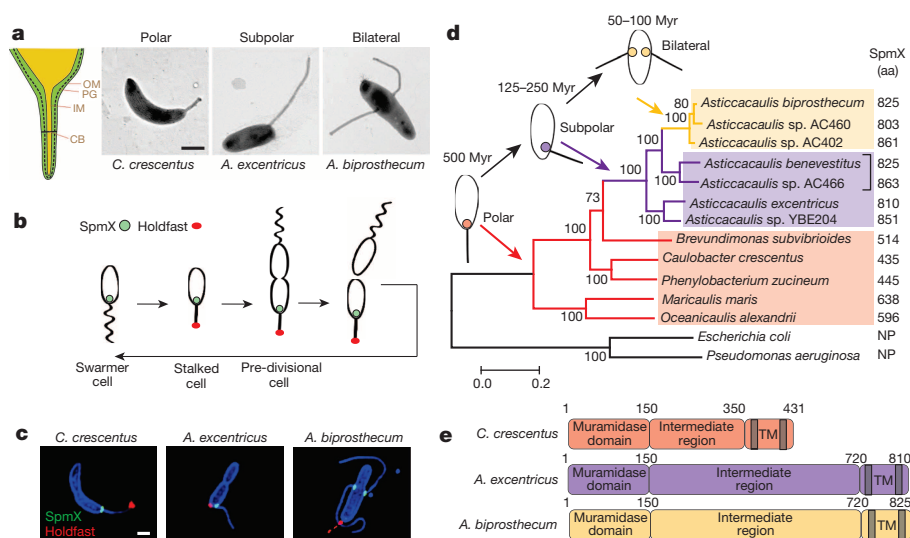 a
Polar
Subpolar
Bilateral
OM
PG
IM
CB
C. crescentus
A. excentricus
A. biprosthecum
b
SpmX
Holdfast
Swarmer
cell
Stalked
cell
Pre-divisional
cell
c
C. crescentus
A. excentricus
A. biprosthecum
SpmX
Holdfast
d
50–100 Myr
Bilateral
125–250 Myr
Subpolar
500 Myr
Polar
SpmX
(aa)
80
100
100
100
100
100
73
100
100
100
100
Asticcacaulis biprosthecum 825
Asticcacaulis sp. AC460 803
Asticcacaulis sp. AC402 861
Asticcacaulis benevestitus 825
Asticcacaulis sp. AC466 863
Asticcacaulis excentricus 810
Asticcacaulis sp. YBE204 851
Brevundimonas subvibrioides 514
Caulobacter crescentus 435
Phenylobacterium zucineum 445
Maricaulis maris 638
Oceanicaulis alexandrii 596
Escherichia coli NP
Pseudomonas aeruginosa NP
0.0 0.2
e
1 150 350 431
C. crescentus
Muramidase
domain
Intermediate
region
TM
1 150 720 810
A. excentricus
Muramidase
domain
Intermediate
region
TM
1 150 720 825
A. biprosthecum
Muramidase
domain
Intermediate
region
TM